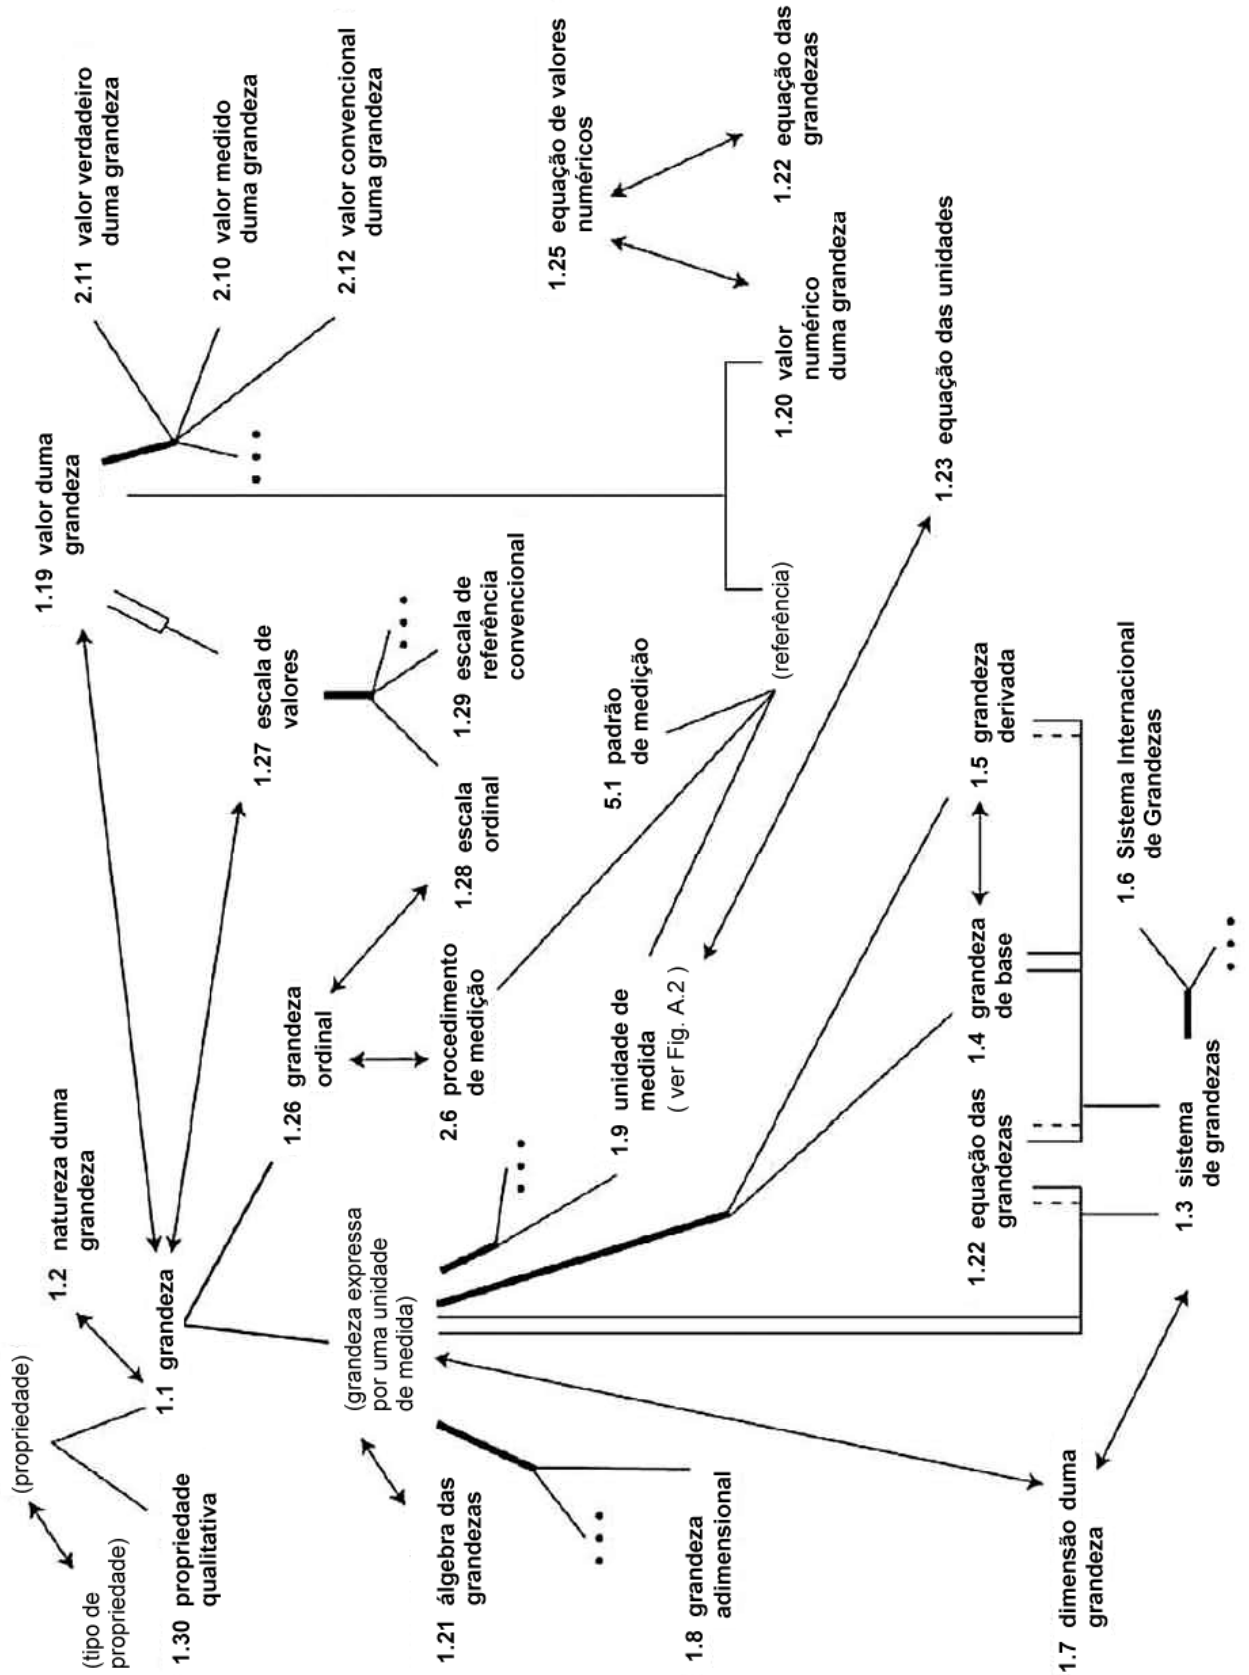 (propriedade)
(tipo de
propriedade)
1.30 propriedade
qualitativa
1.1 grandeza
1.2 natureza duma
grandeza
1.19 valor duma
grandeza
2.11 valor verdadeiro
duma grandeza
2.10 valor medido
duma grandeza
2.12 valor convencional
duma grandeza
1.27 escala de
valores
1.26 grandeza
ordinal
1.28 escala
ordinal
1.29 escala de
referência
convencional
(grandeza expressa
por uma unidade
de medida)
1.21 álgebra das
grandezas
2.6 procedimento
de medição
5.1 padrão
de medição
1.25 equação de valores
numéricos
1.8 grandeza
adimensional
1.9 unidade de
medida
( ver Fig. A.2 )
(referência)
1.20 valor
numérico
duma grandeza
1.22 equação das
grandezas
1.23 equação das unidades
1.22 equação das
grandezas
1.4 grandeza
de base
1.5 grandeza
derivada
1.7 dimensão duma
grandeza
1.3 sistema
de grandezas
1.6 Sistema Internacional
de Grandezas